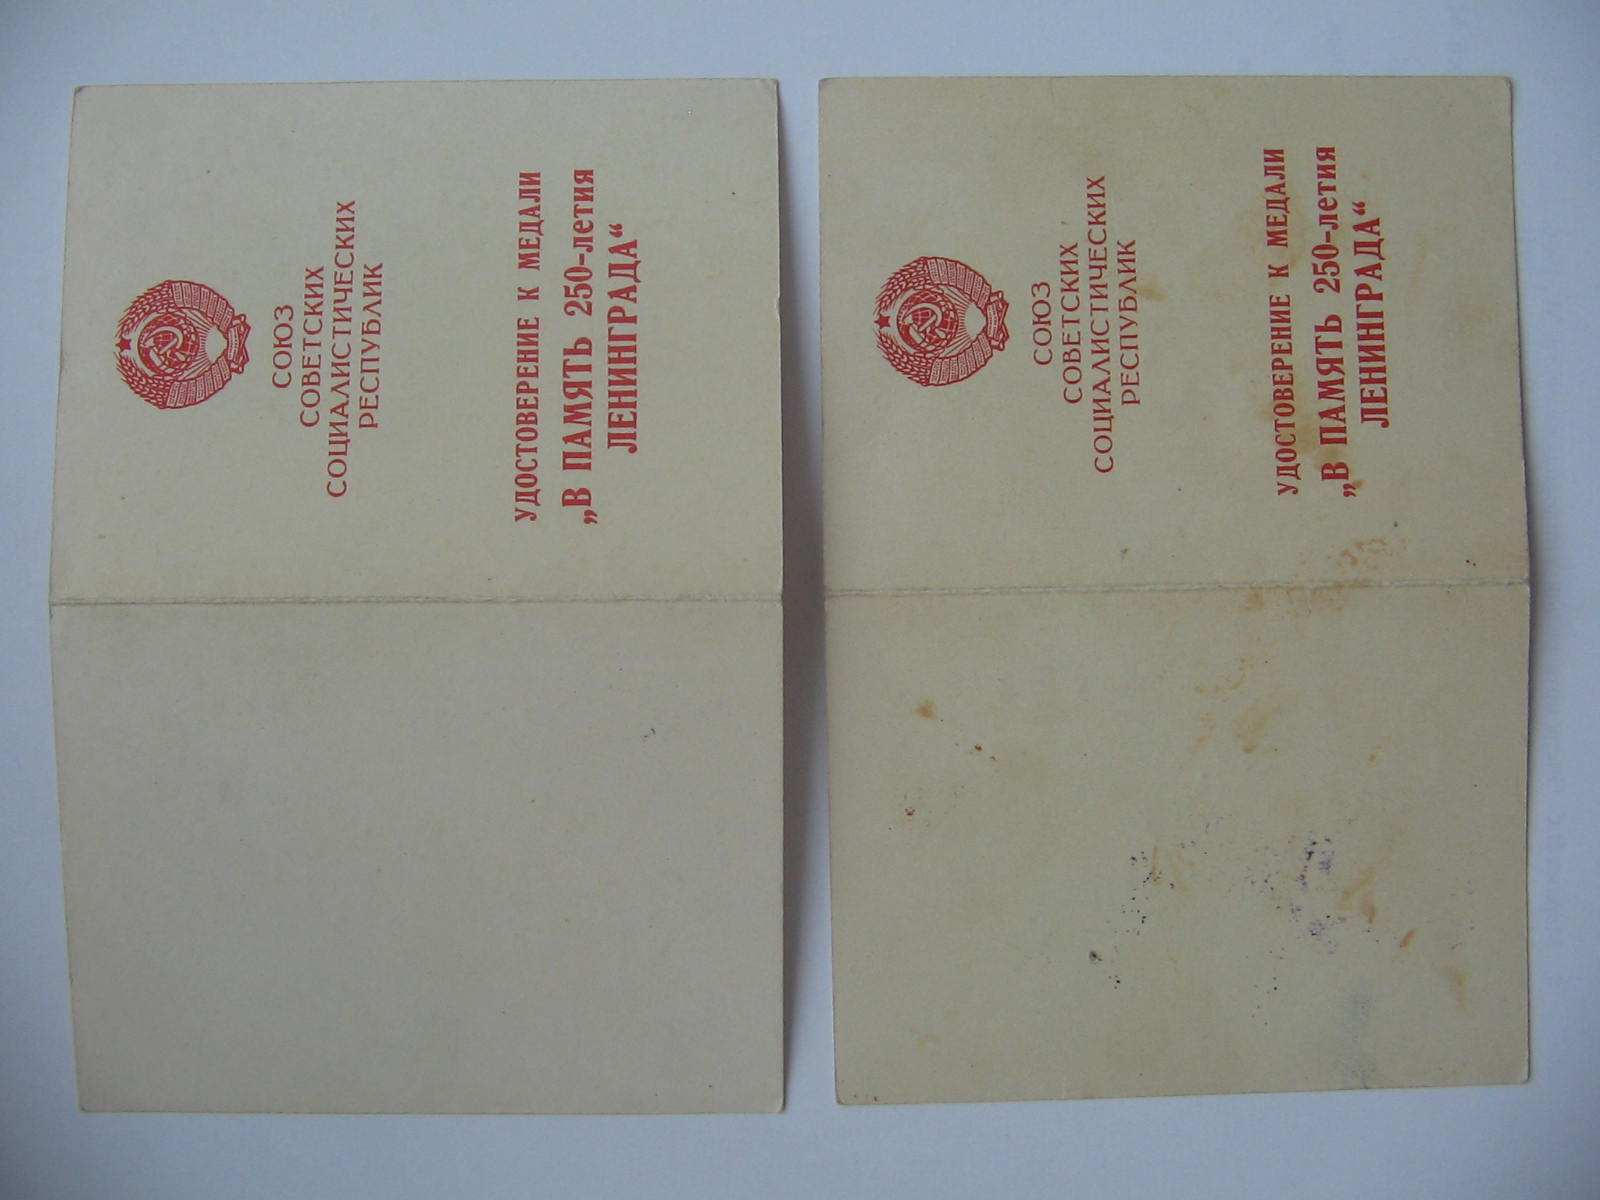 СОЮЗ
СОВЕТСКИХ
СОЦИАЛИСТИЧЕСКИХ
РЕСПУБЛИК
УДОСТОВЕРЕНИЕ К МЕДАЛИ
„В ПАМЯТЬ 250-летия
ЛЕНИНГРАДА“
СОЮЗ
СОВЕТСКИХ
СОЦИАЛИСТИЧЕСКИХ
РЕСПУБЛИК
УДОСТОВЕРЕНИЕ К МЕДАЛИ
„В ПАМЯТЬ 250-летия
ЛЕНИНГРАДА“